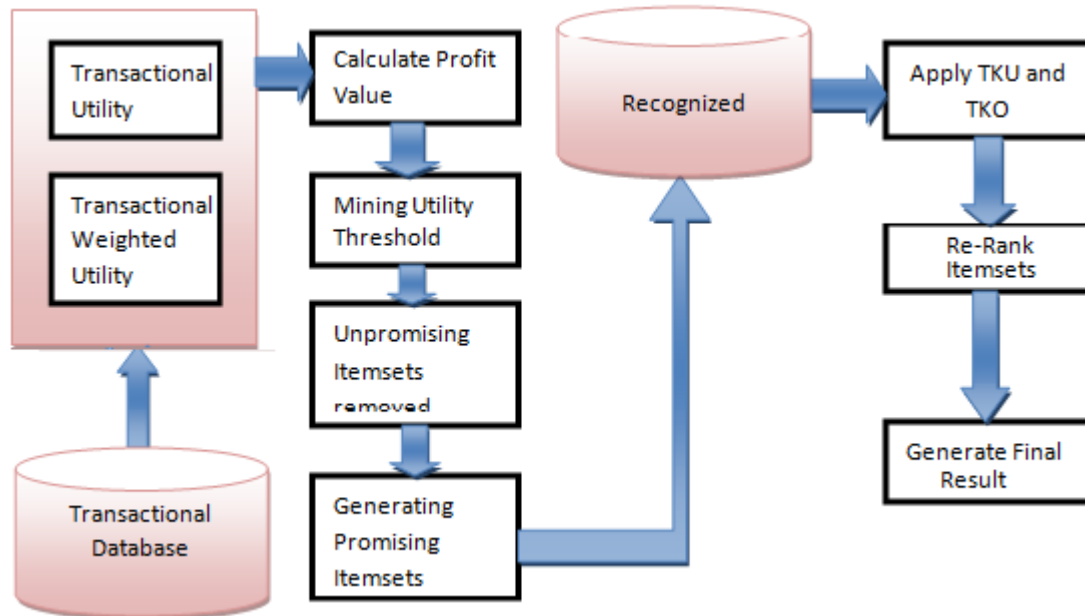 Transactional
Utility
Transactional
Weighted
Utility
Transactional
Database
Calculate Profit
Value
Mining Utility
Threshold
Unpromising
Itemsets
removed
Generating
Promising
Itemsets
Recognized
Apply TKU and
TKO
Re-Rank
Itemsets
Generate Final
Result